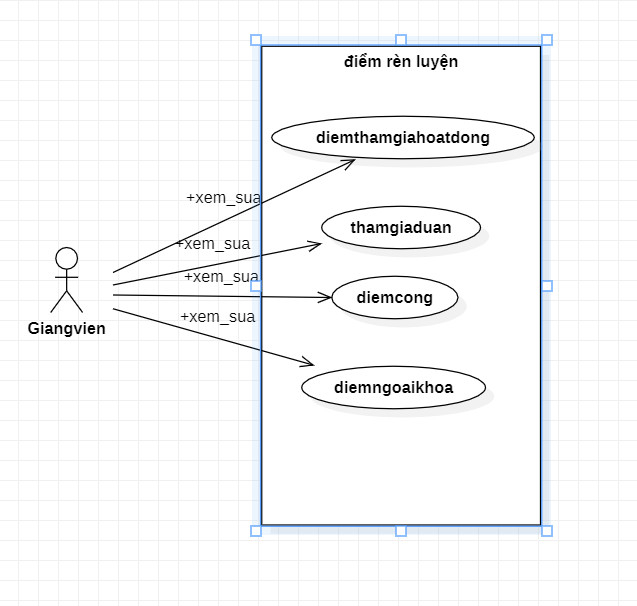 điểm rèn luyện
diemthamgiahoatdong
+xem_sua
thamgiaduan
+xem_sua
+xem_sua
diemcong
+xem_sua
Giangvien
diemngoaikhoa